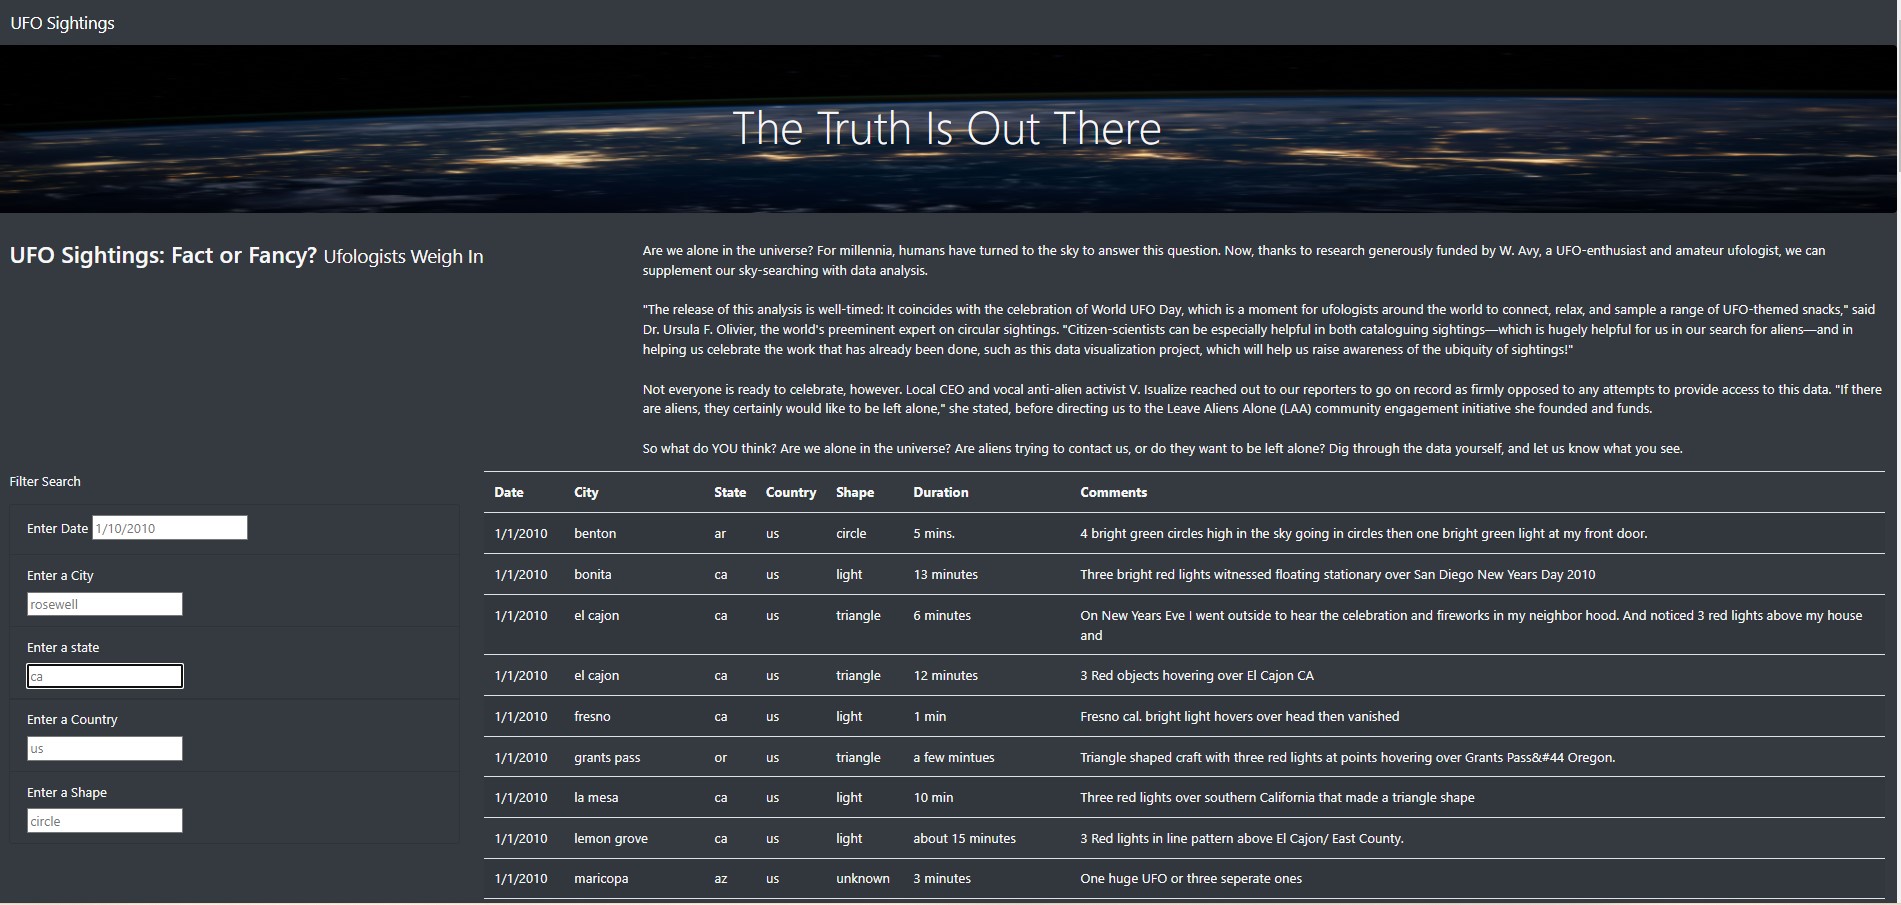 UFO Sightings
The Truth Is Out There
UFO Sightings: Fact or Fancy? Ufologists Weigh In
Are we alone in the universe? For millennia, humans have turned to the sky to answer this question. Now, thanks to research generously funded by W. Avy, a UFO-enthusiast and amateur ufologist, we can
supplement our sky-searching with data analysis.
"The release of this analysis is well-timed: It coincides with the celebration of World UFO Day, which is a moment for ufologists around the world to connect, relax, and sample a range of UFO-themed snacks," said
Dr. Ursula F. Olivier, the world's preeminent expert on circular sightings. "Citizen-scientists can be especially helpful in both cataloguing sightings—which is hugely helpful for us in our search for aliens—and in
helping us celebrate the work that has already been done, such as this data visualization project, which will help us raise awareness of the ubiquity of sightings!"
Not everyone is ready to celebrate, however. Local CEO and vocal anti-alien activist V. Isualize reached out to our reporters to go on record as firmly opposed to any attempts to provide access to this data. "If there
are aliens, they certainly would like to be left alone," she stated, before directing us to the Leave Aliens Alone (LAA) community engagement initiative she founded and funds.
So what do YOU think? Are we alone in the universe? Are aliens trying to contact us, or do they want to be left alone? Dig through the data yourself, and let us know what you see.
Filter Search
Enter Date 1/10/2010
Enter a City
rosewell
Enter a state
ca
Enter a Country
us
Enter a Shape
circle
Date City State Country Shape Duration Comments
1/1/2010 benton ar us circle 5 mins. 4 bright green circles high in the sky going in circles then one bright green light at my front door.
1/1/2010 bonita ca us light 13 minutes Three bright red lights witnessed floating stationary over San Diego New Years Day 2010
1/1/2010 el cajon ca us triangle 6 minutes On New Years Eve I went outside to hear the celebration and fireworks in my neighbor hood. And noticed 3 red lights above my house
and
1/1/2010 el cajon ca us triangle 12 minutes 3 Red objects hovering over El Cajon CA
1/1/2010 fresno ca us light 1 min Fresno cal. bright light hovers over head then vanished
1/1/2010 grants pass or us triangle a few mintues Triangle shaped craft with three red lights at points hovering over Grants Pass&#44 Oregon.
1/1/2010 la mesa ca us light 10 min Three red lights over southern California that made a triangle shape
1/1/2010 lemon grove ca us light about 15 minutes 3 Red lights in line pattern above El Cajon/ East County.
1/1/2010 maricopa az us unknown 3 minutes One huge UFO or three seperate ones